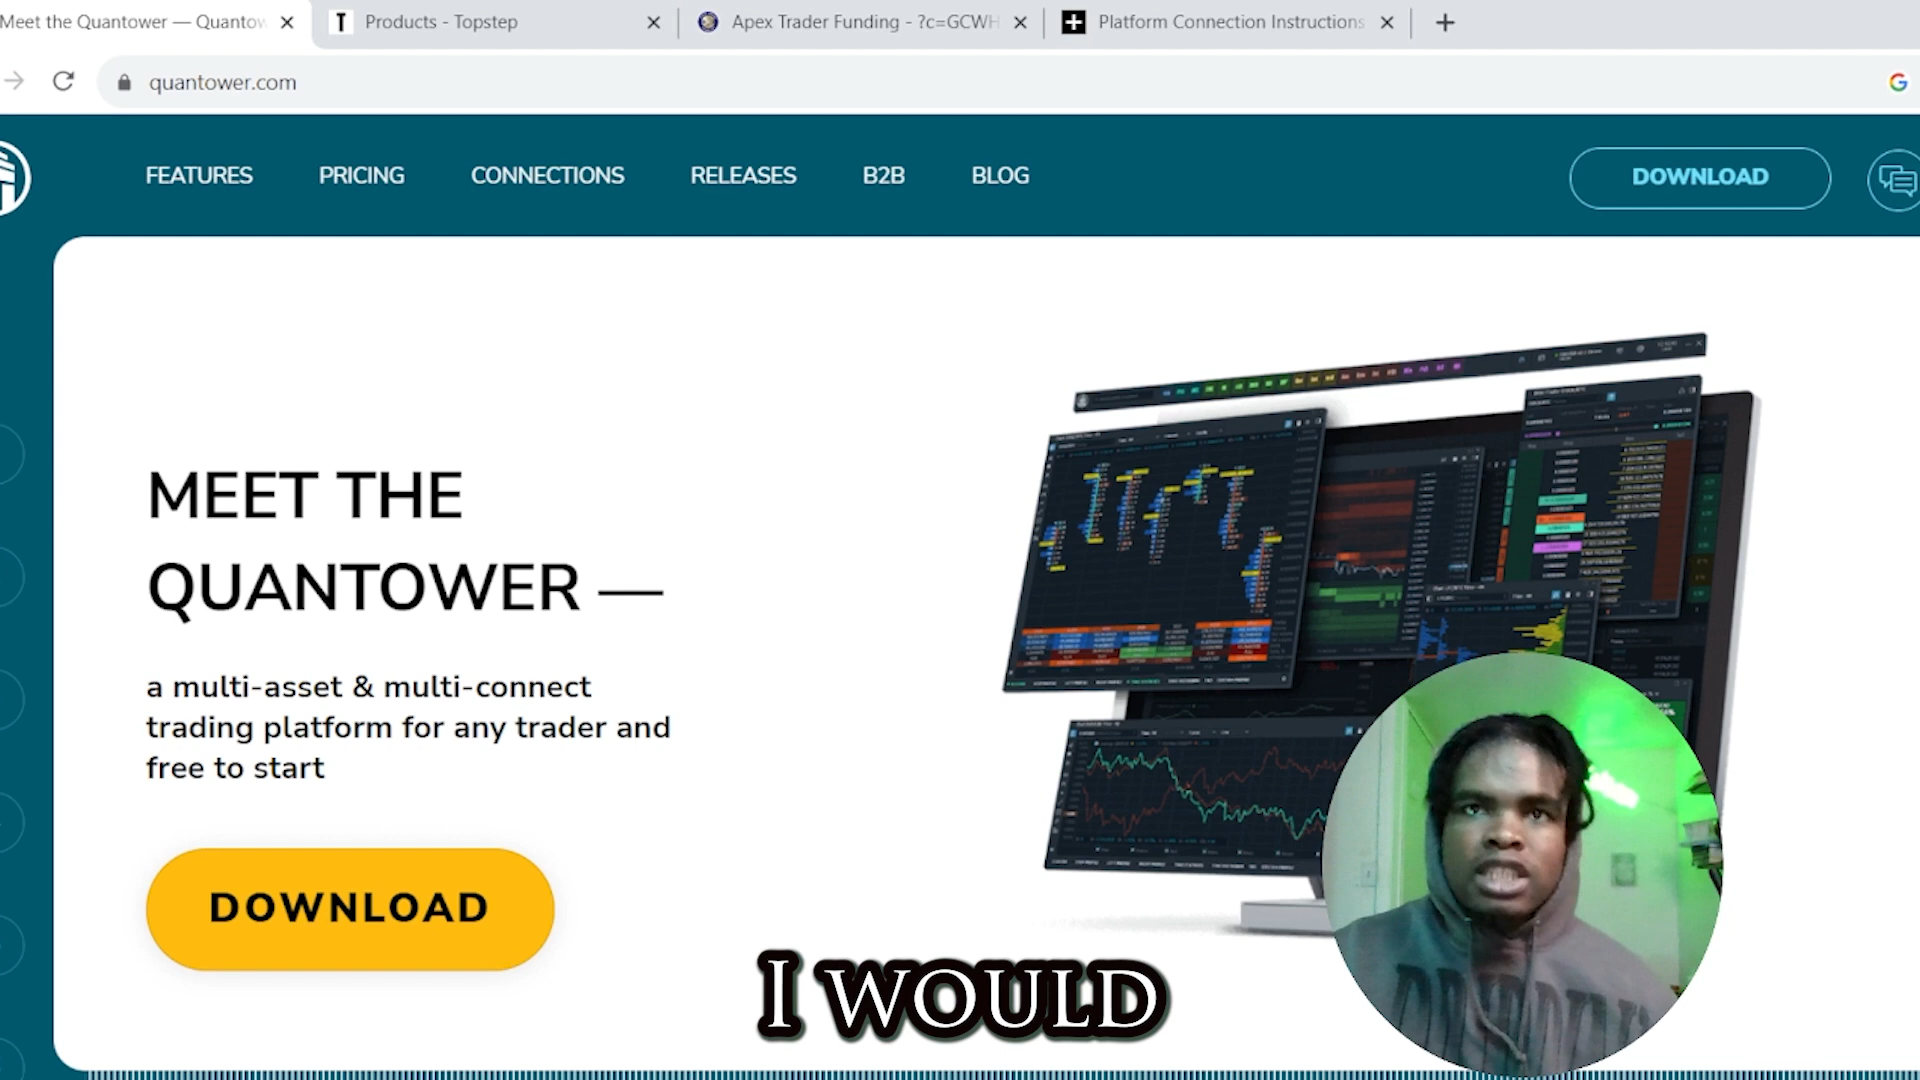 Meet the Quantower — Quantow
Products - Topstep
Apex Trader Funding - ?c=GCWH
Platform Connection Instructions
quantower.com
FEATURES
PRICING
CONNECTIONS
RELEASES
B2B
BLOG
DOWNLOAD
MEET THE
QUANTOWER —
a multi-asset & multi-connect
trading platform for any trader and
free to start
DOWNLOAD
I WOULD